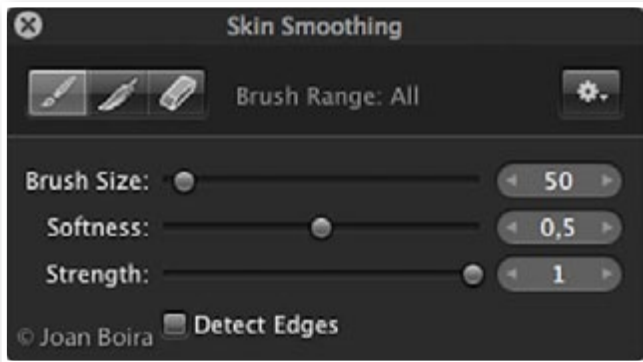 Skin Smoothing
Brush Range: All
Brush Size: 50
Softness: 0,5
Strength: 1
Detect Edges
© Joan Boira